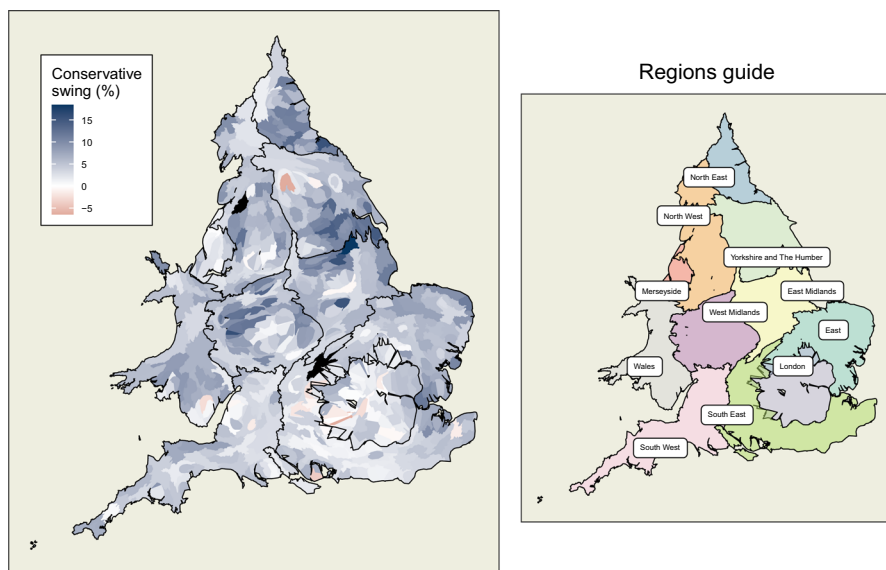 Conservative
swing (%)
15
10
5
0
−5
Regions guide
North East
North West
Yorkshire and The Humber
Merseyside
East Midlands
West Midlands
East
Wales
London
South East
South West